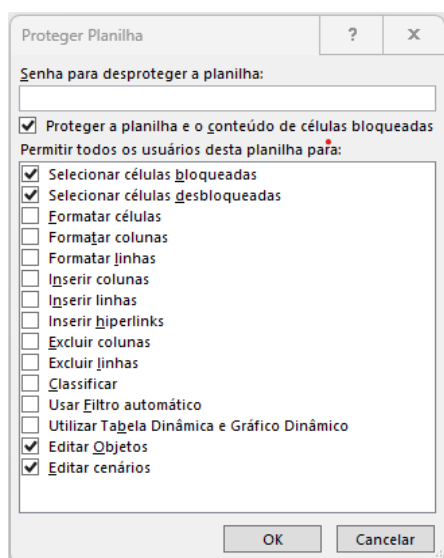 Proteger Planilha ? X
Senha para desproteger a planilha:
Proteger a planilha e o conteúdo de células bloqueadas
Permitir todos os usuários desta planilha para:
Selecionar células bloqueadas
Selecionar células desbloqueadas
Formatar células
Formatar colunas
Formatar linhas
Inserir colunas
Inserir linhas
Inserir hiperlinks
Excluir colunas
Excluir linhas
Classificar
Usar Filtro automático
Utilizar Tabela Dinâmica e Gráfico Dinâmico
Editar Objetos
Editar cenários
OK Cancelar